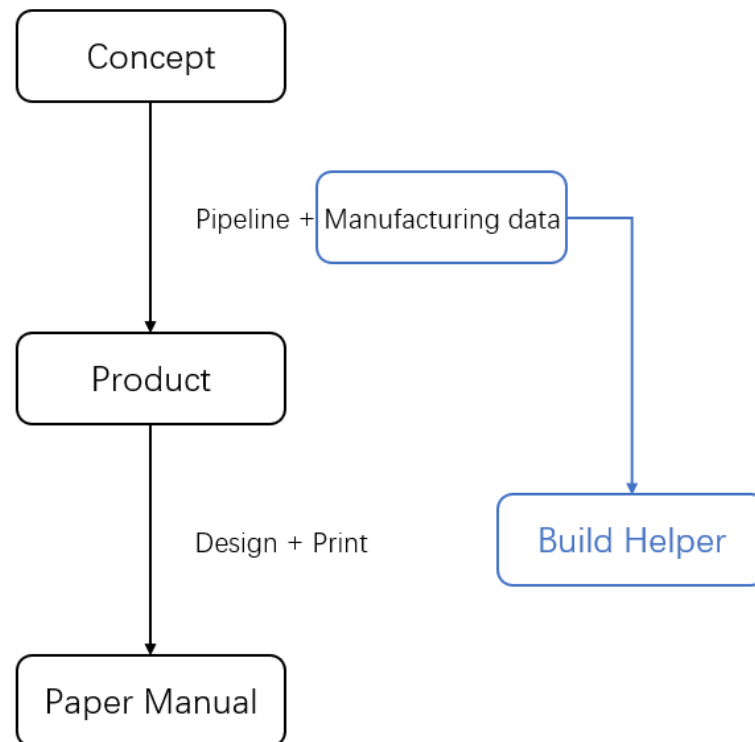 Concept
Pipeline + Manufacturing data
Product
Design + Print
Build Helper
Paper Manual